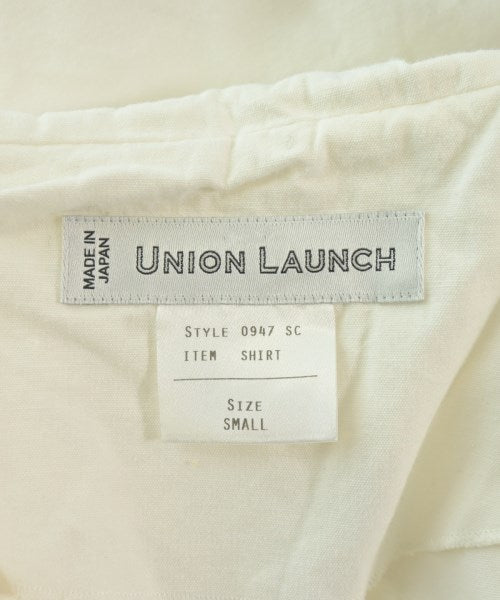 MADE IN
JAPAN
UNION LAUNCH
STYLE 0947 SC
ITEM SHIRT
SIZE
SMALL